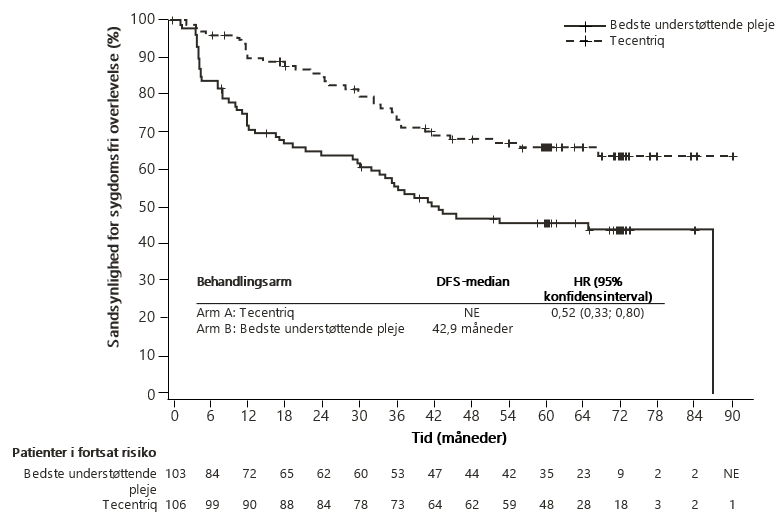 Bedste understøttende pleje
Tecentriq
Sandsynlighed for sygdomsfri overlevelse (%)
100
90
80
70
60
50
40
30
20
10
0
Behandlingsarm DFS-median HR (95% konfidensinterval)
Arm A: Tecentriq NE 0,52 (0,33; 0,80)
Arm B: Bedste understøttende pleje 42,9 måneder
0 6 12 18 24 30 36 42 48 54 60 66 72 78 84 90
Tid (måneder)
Patienter i fortsat risiko
Bedste understøttende pleje 103 84 72 65 62 60 53 47 44 42 35 23 9 2 2 NE
Tecentriq 106 99 90 88 84 78 73 64 62 59 48 28 18 3 2 1